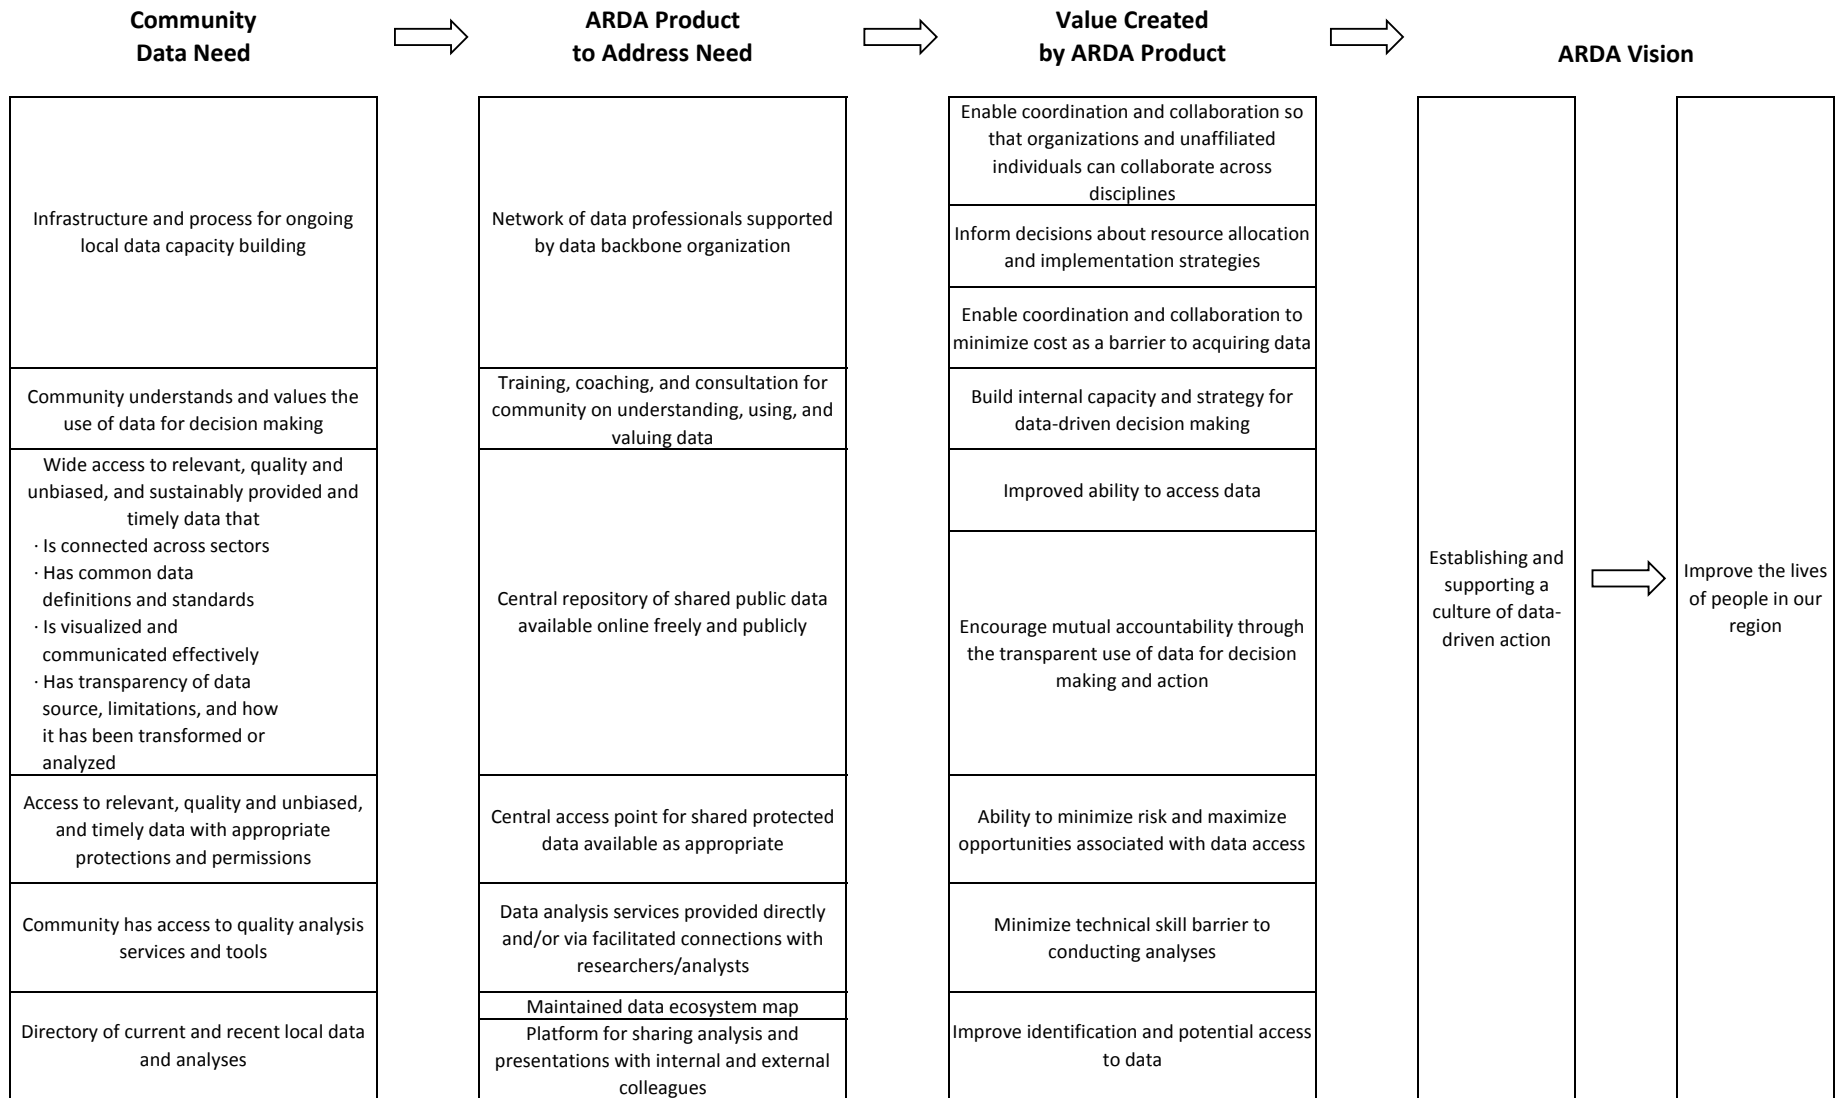 Community
Data Need
ARDA Product
to Address Need
Value Created
by ARDA Product
ARDA Vision
Infrastructure and process for ongoing
local data capacity building
Community understands and values the
use of data for decision making
Wide access to relevant, quality and
unbiased, and sustainably provided and
timely data that
· Is connected across sectors
· Has common data
definitions and standards
· Is visualized and
communicated effectively
· Has transparency of data
source, limitations, and how
it has been transformed or
analyzed
Access to relevant, quality and unbiased,
and timely data with appropriate
protections and permissions
Community has access to quality analysis
services and tools
Directory of current and recent local data
and analyses
Network of data professionals supported
by data backbone organization
Training, coaching, and consultation for
community on understanding, using, and
valuing data
Central repository of shared public data
available online freely and publicly
Central access point for shared protected
data available as appropriate
Data analysis services provided directly
and/or via facilitated connections with
researchers/analysts
Maintained data ecosystem map
Platform for sharing analysis and
presentations with internal and external
colleagues
Enable coordination and collaboration so
that organizations and unaffiliated
individuals can collaborate across
disciplines
Inform decisions about resource allocation
and implementation strategies
Enable coordination and collaboration to
minimize cost as a barrier to acquiring data
Build internal capacity and strategy for
data-driven decision making
Improved ability to access data
Encourage mutual accountability through
the transparent use of data for decision
making and action
Ability to minimize risk and maximize
opportunities associated with data access
Minimize technical skill barrier to
conducting analyses
Improve identification and potential access
to data
Establishing and
supporting a
culture of data-
driven action
Improve the lives
of people in our
region